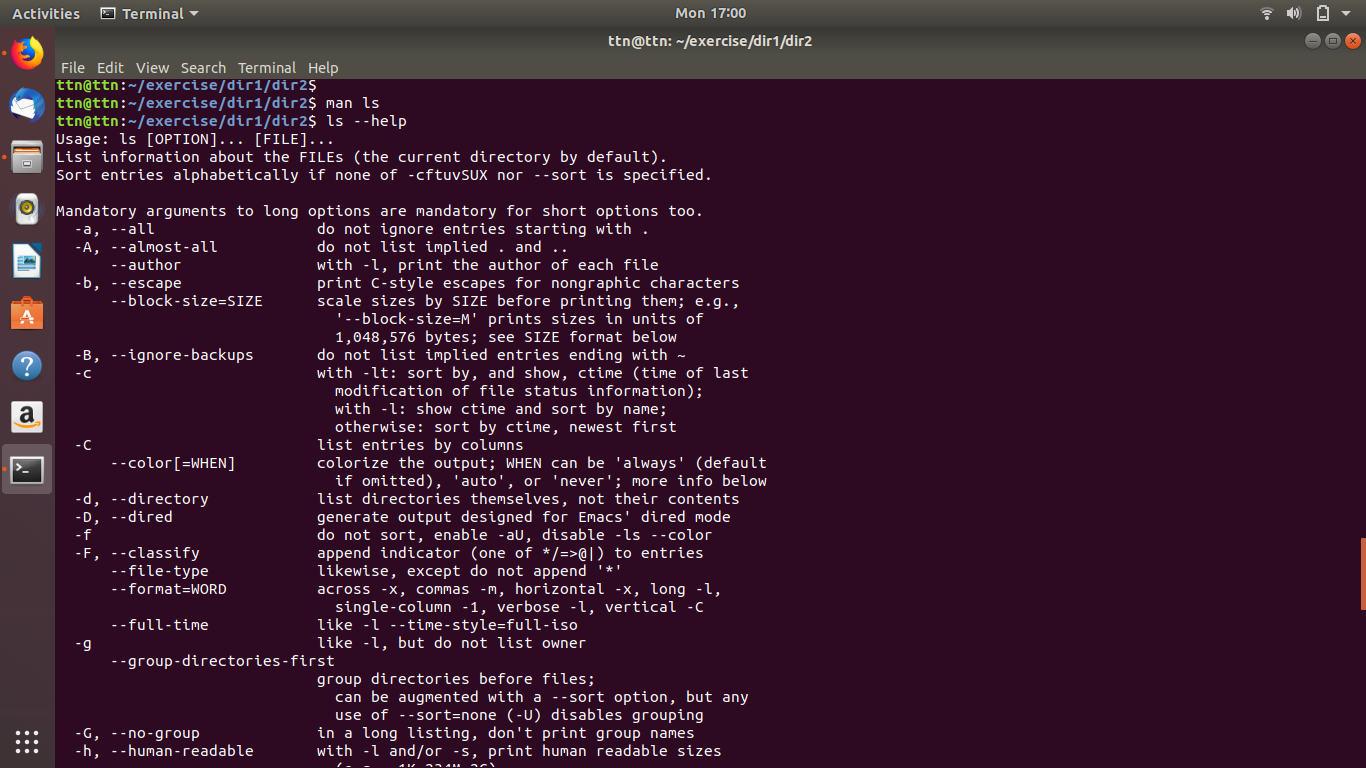 Activities Terminal Mon 17:00
ttn@ttn: ~/exercise/dir1/dir2
File Edit View Search Terminal Help
ttn@ttn:~/exercise/dir1/dir2$
ttn@ttn:~/exercise/dir1/dir2$ man ls
ttn@ttn:~/exercise/dir1/dir2$ ls --help
Usage: ls [OPTION]... [FILE]...
List information about the FILEs (the current directory by default).
Sort entries alphabetically if none of -cftuvSUX nor --sort is specified.

Mandatory arguments to long options are mandatory for short options too.
  -a, --all                  do not ignore entries starting with .
  -A, --almost-all           do not list implied . and ..
      --author               with -l, print the author of each file
  -b, --escape               print C-style escapes for nongraphic characters
      --block-size=SIZE      scale sizes by SIZE before printing them; e.g.,
                               '--block-size=M' prints sizes in units of
                               1,048,576 bytes; see SIZE format below
  -B, --ignore-backups       do not list implied entries ending with ~
  -c                         with -lt: sort by, and show, ctime (time of last
                               modification of file status information);
                               with -l: show ctime and sort by name;
                               otherwise: sort by ctime, newest first
  -C                         list entries by columns
      --color[=WHEN]         colorize the output; WHEN can be 'always' (default
                               if omitted), 'auto', or 'never'; more info below
  -d, --directory            list directories themselves, not their contents
  -D, --dired                generate output designed for Emacs' dired mode
  -f                         do not sort, enable -aU, disable -ls --color
  -F, --classify             append indicator (one of */=>@|) to entries
      --file-type            likewise, except do not append '*'
      --format=WORD          across -x, commas -m, horizontal -x, long -l,
                               single-column -1, verbose -l, vertical -C
      --full-time            like -l --time-style=full-iso
  -g                         like -l, but do not list owner
      --group-directories-first
                             group directories before files;
                               can be augmented with a --sort option, but any
                               use of --sort=none (-U) disables grouping
  -G, --no-group             in a long listing, don't print group names
  -h, --human-readable       with -l and/or -s, print human readable sizes